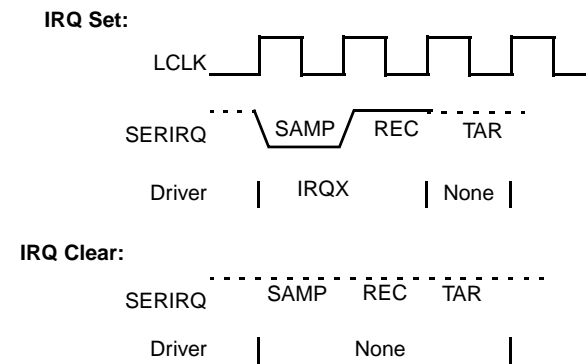 IRQ Set:
LCLK
SERIRQ SAMP REC TAR
Driver IRQX None
IRQ Clear:
SERIRQ SAMP REC TAR
Driver None